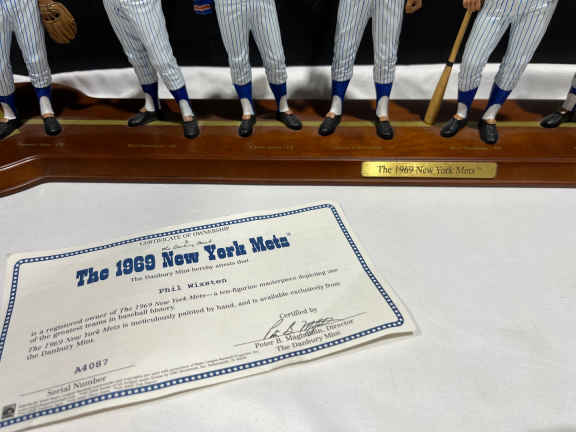 The 1969 New York Mets™
CERTIFICATE OF OWNERSHIP
The 1969 New York Mets™
The Danbury Mint hereby attests that
Phil Wixsten
is a registered owner of The 1969 New York Mets—a ten-figurine masterpiece depicting one
of the greatest teams in baseball history.
The 1969 New York Mets is meticulously painted by hand, and is available exclusively from
the Danbury Mint.
Certified by
Peter B. Maglathlin, Director
The Danbury Mint
A4087
Serial Number